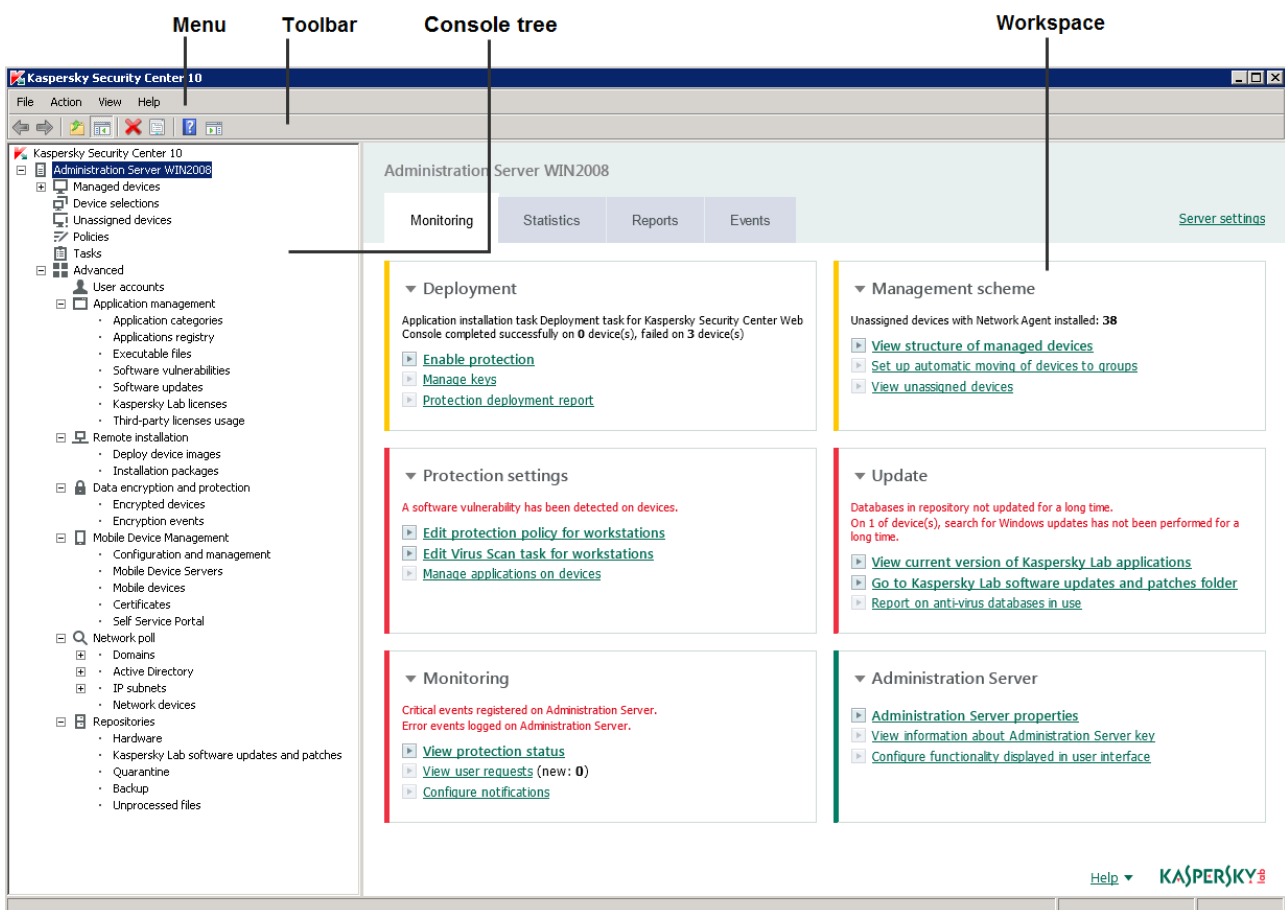 Menu Toolbar Console tree Workspace
Kaspersky Security Center 10
File Action View Help
Kaspersky Security Center 10
Administration Server WIN2008
Managed devices
Device selections
Unassigned devices
Policies
Tasks
Advanced
User accounts
Application management
Application categories
Applications registry
Executable files
Software vulnerabilities
Software updates
Kaspersky Lab licenses
Third-party licenses usage
Remote installation
Deploy device images
Installation packages
Data encryption and protection
Encrypted devices
Encryption events
Mobile Device Management
Configuration and management
Mobile Device Servers
Mobile devices
Certificates
Self Service Portal
Network poll
Domains
Active Directory
IP subnets
Network devices
Repositories
Hardware
Kaspersky Lab software updates and patches
Quarantine
Backup
Unprocessed files
Administration Server WIN2008
Monitoring Statistics Reports Events
Server settings
Deployment
Application installation task Deployment task for Kaspersky Security Center Web
Console completed successfully on 0 device(s), failed on 3 device(s)
Enable protection
Manage keys
Protection deployment report
Management scheme
Unassigned devices with Network Agent installed: 38
View structure of managed devices
Set up automatic moving of devices to groups
View unassigned devices
Protection settings
A software vulnerability has been detected on devices.
Edit protection policy for workstations
Edit Virus Scan task for workstations
Manage applications on devices
Update
Databases in repository not updated for a long time.
On 1 of device(s), search for Windows updates has not been performed for a
long time.
View current version of Kaspersky Lab applications
Go to Kaspersky Lab software updates and patches folder
Report on anti-virus databases in use
Monitoring
Critical events registered on Administration Server.
Error events logged on Administration Server.
View protection status
View user requests (new: 0)
Configure notifications
Administration Server
Administration Server properties
View information about Administration Server key
Configure functionality displayed in user interface
Help
KASPERSKY lab